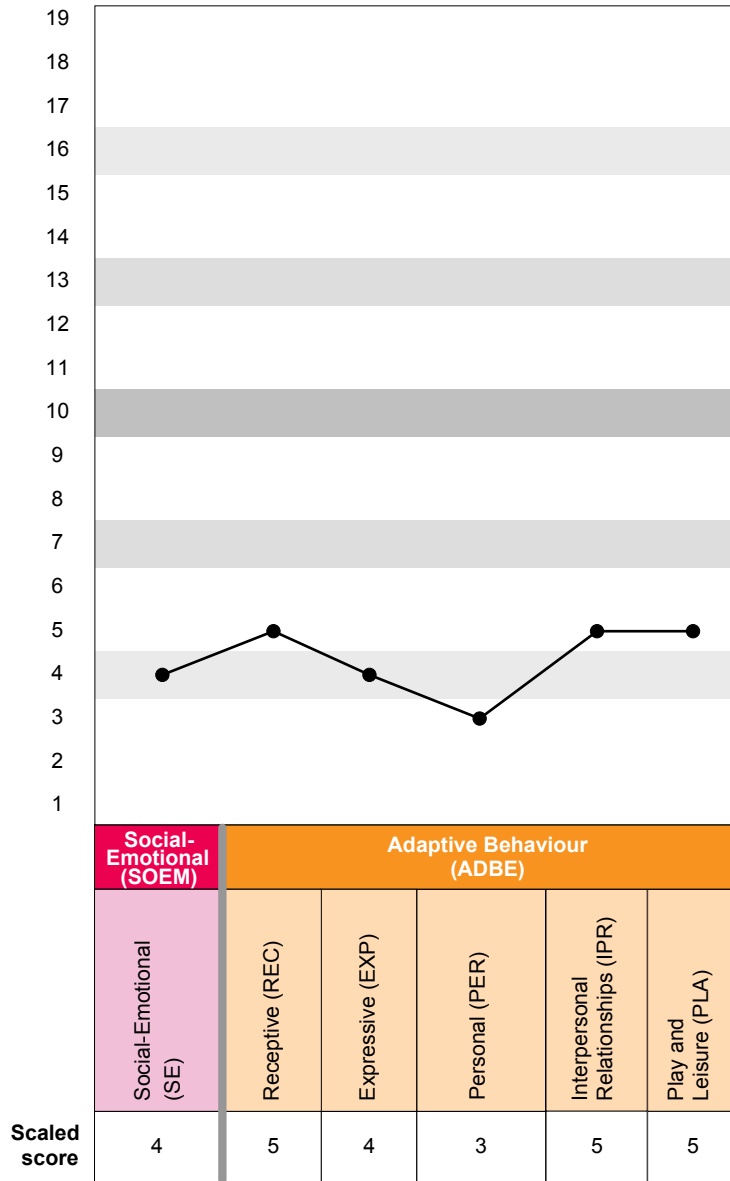 19
18
17
16
15
14
13
12
11
10
9
8
7
6
5
4
3
2
1
Social-
Emotional
(SOEM)
Adaptive Behaviour
(ADBE)
Social-Emotional
(SE)
Receptive (REC)
Expressive (EXP)
Personal (PER)
Interpersonal
Relationships (IPR)
Play and
Leisure (PLA)
Scaled
score
4
5
4
3
5
5